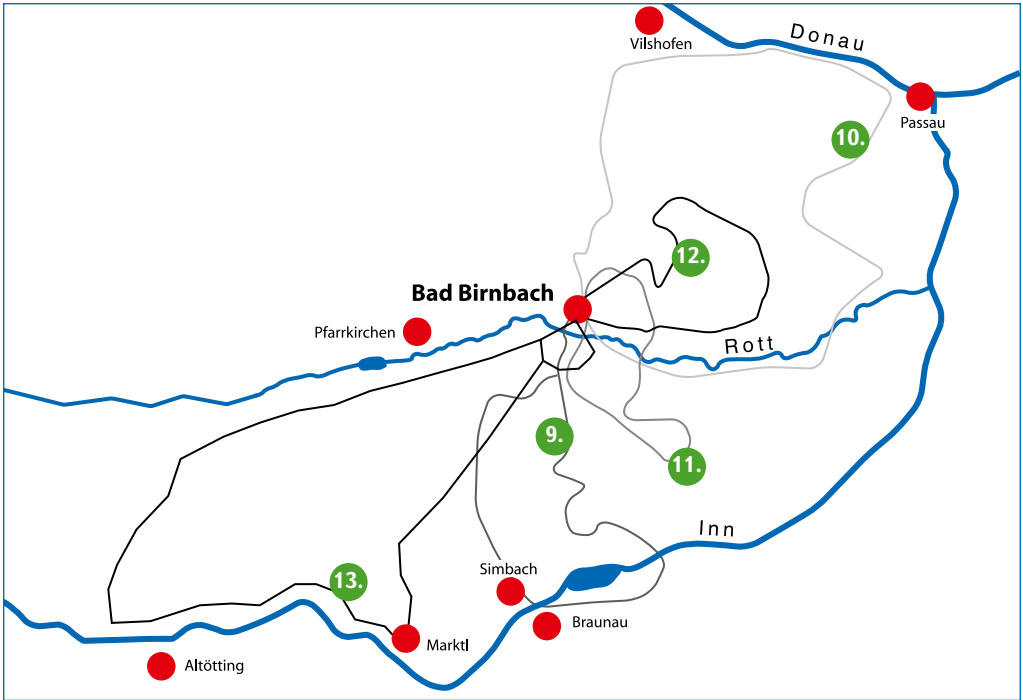 Vilshofen
Donau
Passau
10.
12.
Bad Birnbach
Pfarrkirchen
Rott
9.
11.
Inn
Simbach
13.
Braunau
Marktl
Altötting